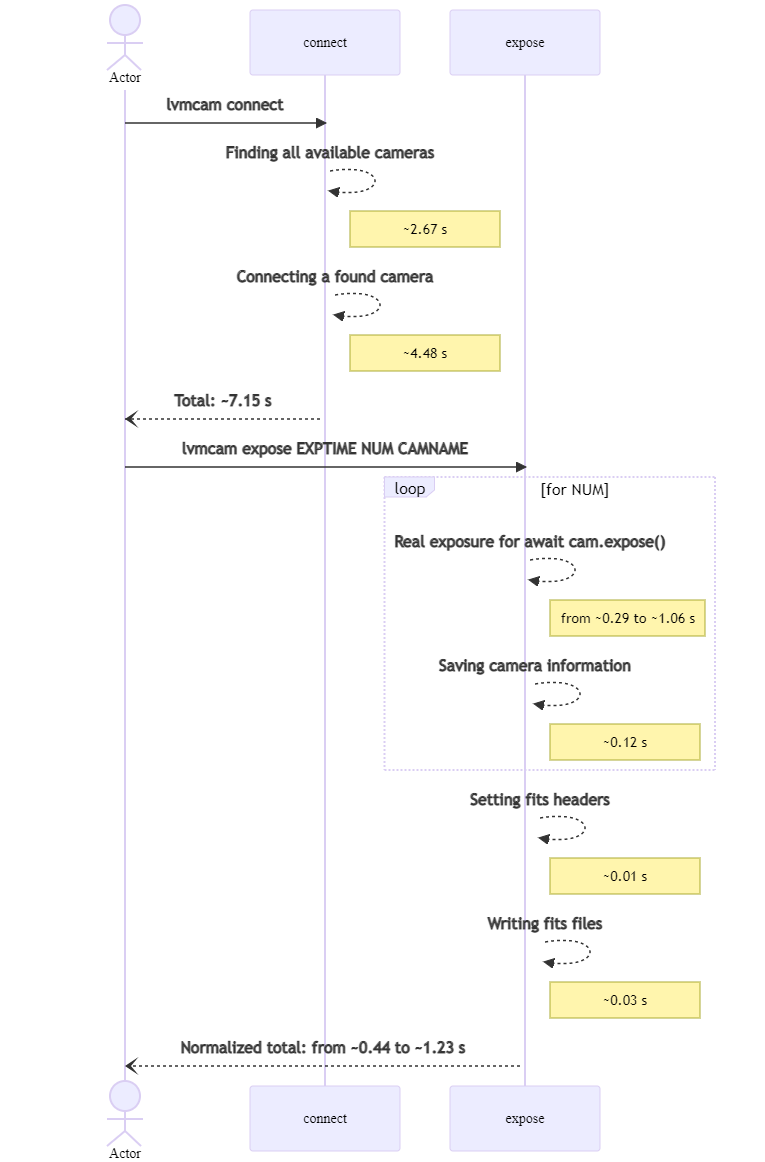 connect
expose
Actor
lvmcam connect
Finding all available cameras
~2.67 s
Connecting a found camera
~4.48 s
Total: ~7.15 s
lvmcam expose EXPTIME NUM CAMNAME
loop
[for NUM]
Real exposure for await cam.expose()
from ~0.29 to ~1.06 s
Saving camera information
~0.12 s
Setting fits headers
~0.01 s
Writing fits files
~0.03 s
Normalized total: from ~0.44 to ~1.23 s
connect
expose
Actor